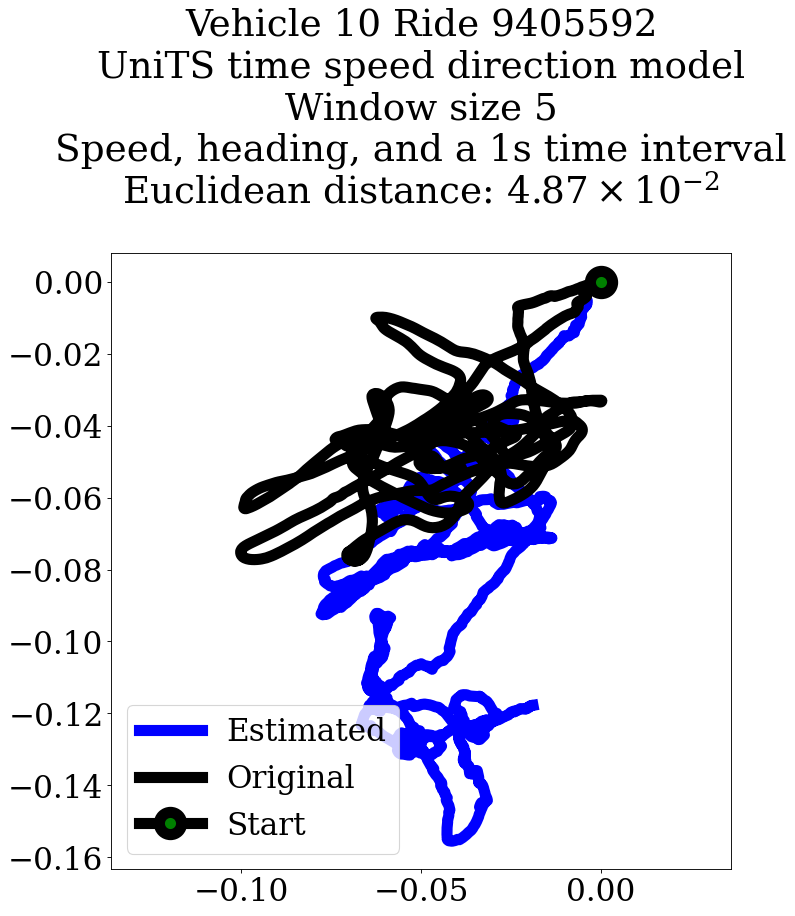 Vehicle 10 Ride 9405592
UniTS time speed direction model
Window size 5
Speed, heading, and a 1s time interval
Euclidean distance: 4.87 × 10⁻²
0.00
−0.02
−0.04
−0.06
−0.08
−0.10
−0.12
−0.14
−0.16
Estimated
Original
Start
−0.10
−0.05
0.00